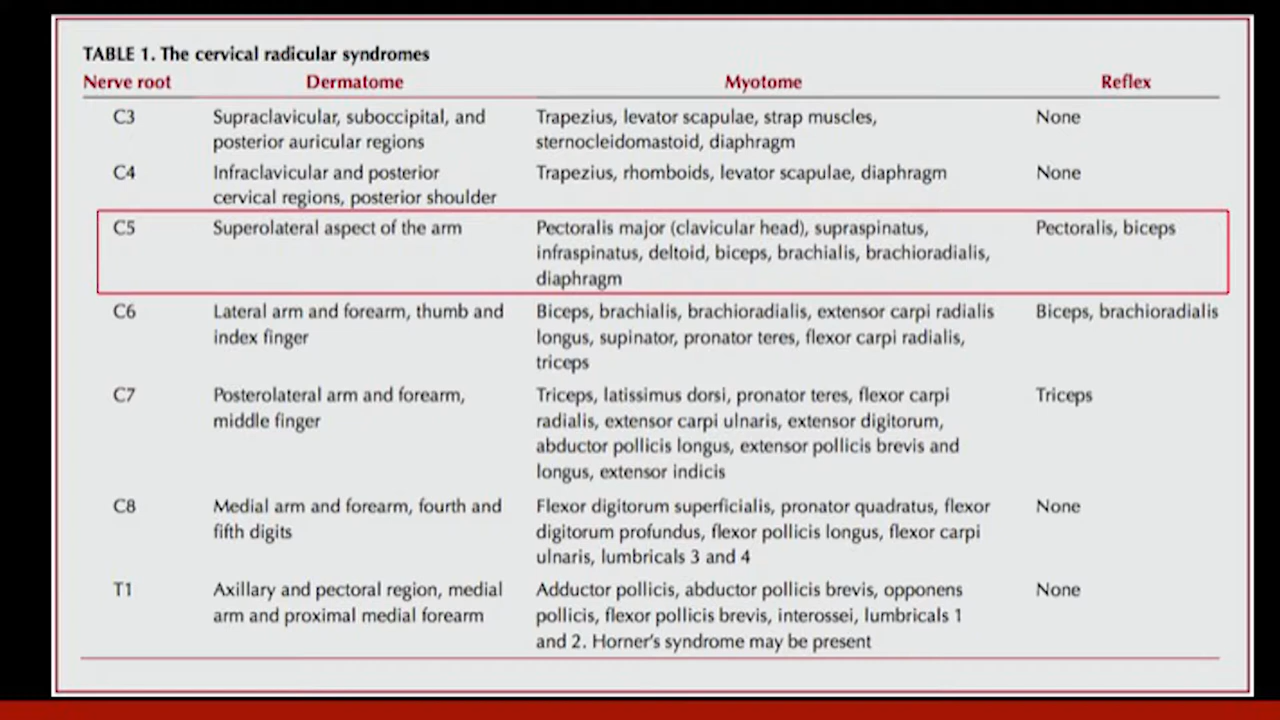 TABLE 1. The cervical radicular syndromes
Nerve root Dermatome Myotome Reflex
C3 Supraclavicular, suboccipital, and Trapezius, levator scapulae, strap muscles, None
posterior auricular regions sternocleidomastoid, diaphragm
C4 Infraclavicular and posterior Trapezius, rhomboids, levator scapulae, diaphragm None
cervical regions, posterior shoulder
C5 Superolateral aspect of the arm Pectoralis major (clavicular head), supraspinatus, Pectoralis, biceps
infraspinatus, deltoid, biceps, brachialis, brachioradialis,
diaphragm
C6 Lateral arm and forearm, thumb and Biceps, brachialis, brachioradialis, extensor carpi radialis Biceps, brachioradialis
index finger longus, supinator, pronator teres, flexor carpi radialis,
triceps
C7 Posterolateral arm and forearm, Triceps, latissimus dorsi, pronator teres, flexor carpi Triceps
middle finger radialis, extensor carpi ulnaris, extensor digitorum,
abductor pollicis longus, extensor pollicis brevis and
longus, extensor indicis
C8 Medial arm and forearm, fourth and Flexor digitorum superficialis, pronator quadratus, flexor None
fifth digits digitorum profundus, flexor pollicis longus, flexor carpi
ulnaris, lumbricals 3 and 4
T1 Axillary and pectoral region, medial Adductor pollicis, abductor pollicis brevis, opponens None
arm and proximal medial forearm pollicis, flexor pollicis brevis, interossei, lumbricals 1
and 2. Horner's syndrome may be present